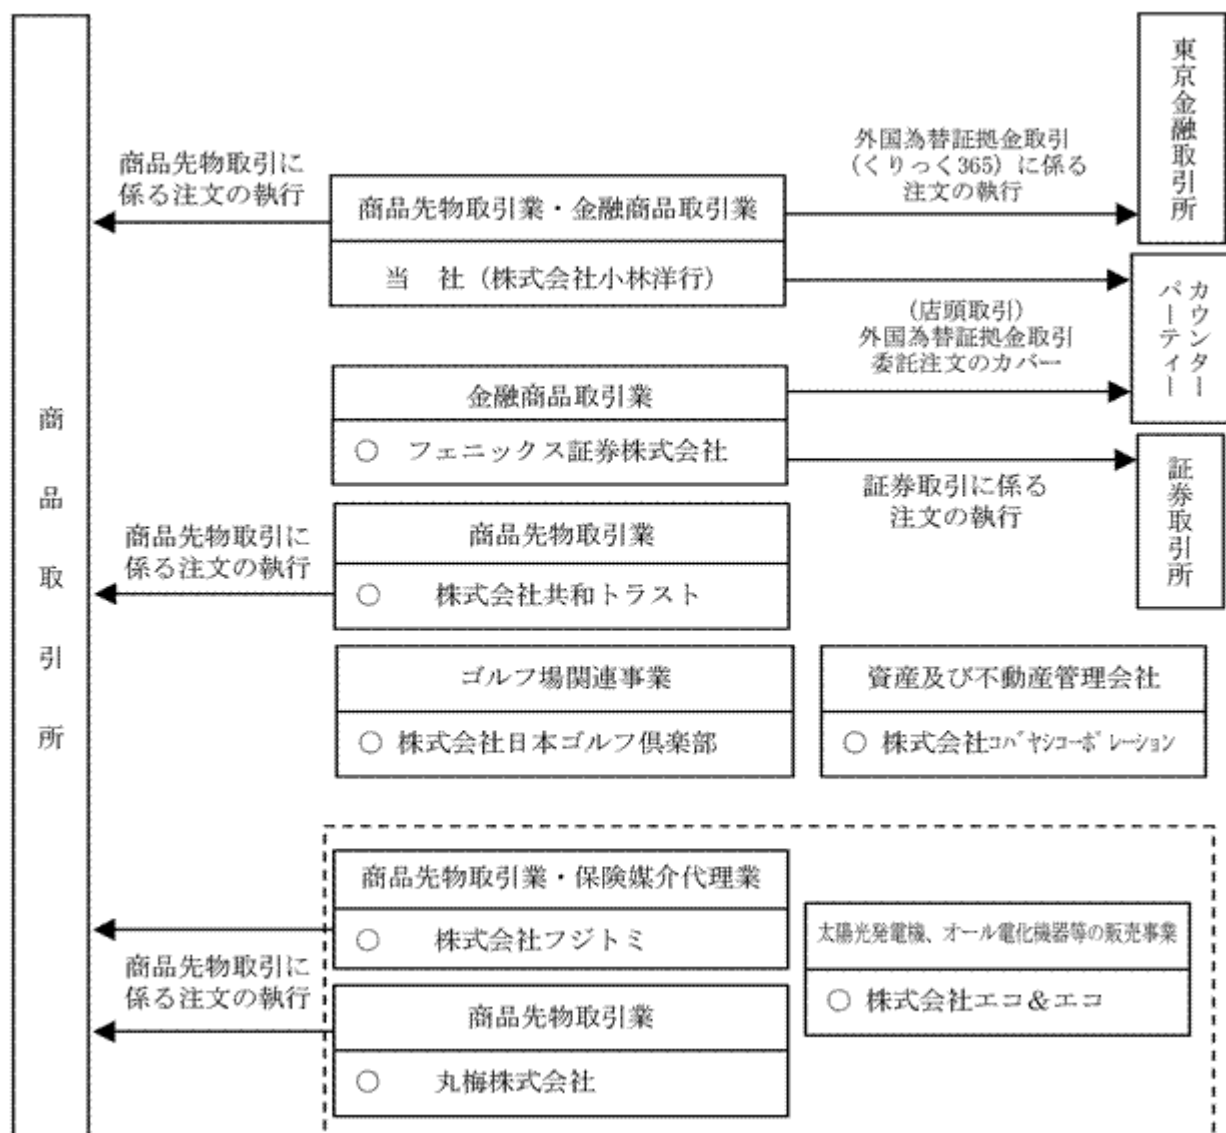 商品取引所
商品先物取引に
係る注文の執行
商品先物取引業・金融商品取引業
当　社（株式会社小林洋行）
外国為替証拠金取引
（くりっく365）に係る
注文の執行
東京金融取引所
（店頭取引）
外国為替証拠金取引
委託注文のカバー
カウンター
パーティー
金融商品取引業
○　フェニックス証券株式会社
証券取引に係る
注文の執行
証券取引所
商品先物取引に
係る注文の執行
商品先物取引業
○　株式会社共和トラスト
ゴルフ場関連事業
○ 株式会社日本ゴルフ倶楽部
資産及び不動産管理会社
○ 株式会社ｺﾊﾞﾔｼｺｰﾎﾟﾚｰｼｮﾝ
商品先物取引業・保険媒介代理業
○　株式会社フジトミ
商品先物取引に
係る注文の執行
商品先物取引業
○　丸梅株式会社
太陽光発電機、オール電化機器等の販売事業
○ 株式会社エコ＆エコ